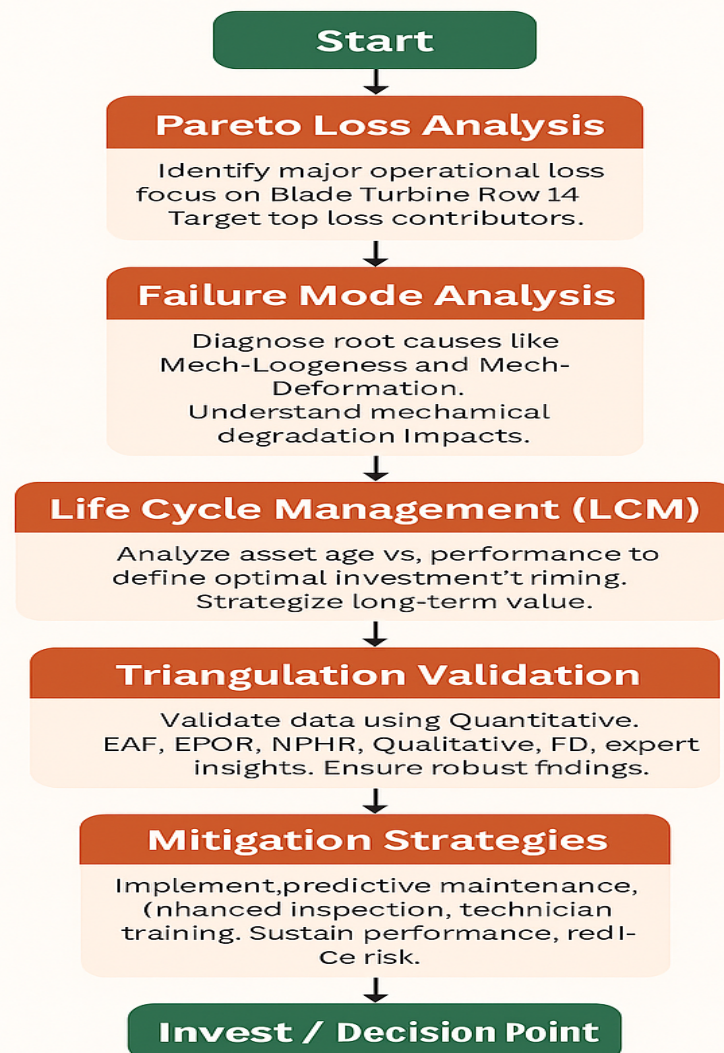 Start
Pareto Loss Analysis
Identify major operational loss
focus on Blade Turbine Row 14
Target top loss contributors.
Failure Mode Analysis
Diagnose root causes like
Mech-Loogeness and Mech-
Deformation.
Understand mechamical
degradation Impacts.
Life Cycle Management (LCM)
Analyze asset age vs, performance to
define optimal investment't riming.
Strategize long-term value.
Triangulation Validation
Validate data using Quantitative.
EAF, EPOR, NPHR, Qualitative, FD, expert
insights. Ensure robust fndings.
Mitigation Strategies
Implement,predictive maintenance,
(nhanced inspection, technician
training. Sustain performance, redI-
Ce risk.
Invest / Decision Point